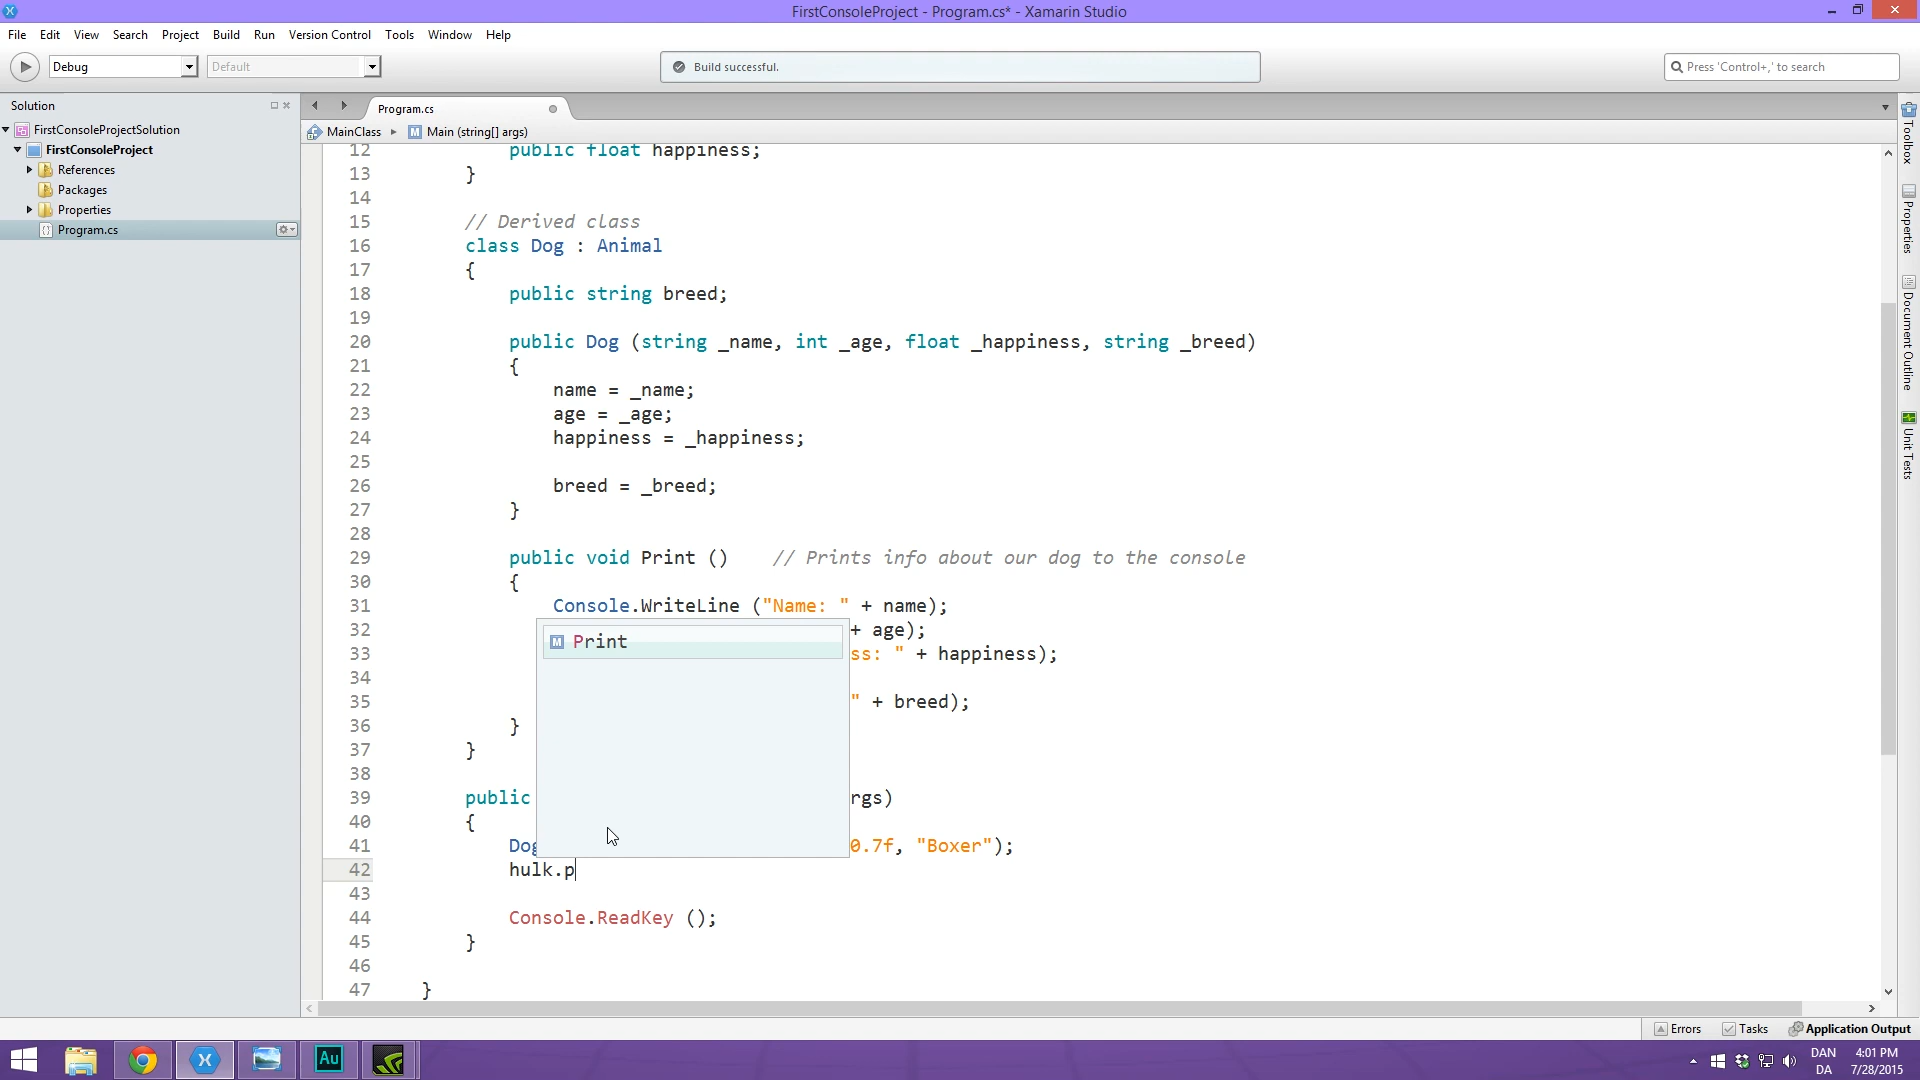 FirstConsoleProject - Program.cs* - Xamarin Studio
File Edit View Search Project Build Run Version Control Tools Window Help
Debug Default Build successful. Press 'Control+,' to search
Solution
FirstConsoleProjectSolution
FirstConsoleProject
References
Packages
Properties
Program.cs
Program.cs
MainClass Main (string[] args)
12 public float happiness;
13 }
14
15 // Derived class
16 class Dog : Animal
17 {
18 public string breed;
19
20 public Dog (string _name, int _age, float _happiness, string _breed)
21 {
22 name = _name;
23 age = _age;
24 happiness = _happiness;
25
26 breed = _breed;
27 }
28
29 public void Print () // Prints info about our dog to the console
30 {
31 Console.WriteLine ("Name: " + name);
32 + age);
33 ss: " + happiness);
34
35 " + breed);
36 }
37 }
38
39 public rgs)
40 {
41 Dog 0.7f, "Boxer");
42 hulk.p
43
44 Console.ReadKey ();
45 }
46
47 }
Print
Toolbox
Properties
Document Outline
Unit Tests
Errors Tasks Application Output
Au
DAN
DA
4:01 PM
7/28/2015